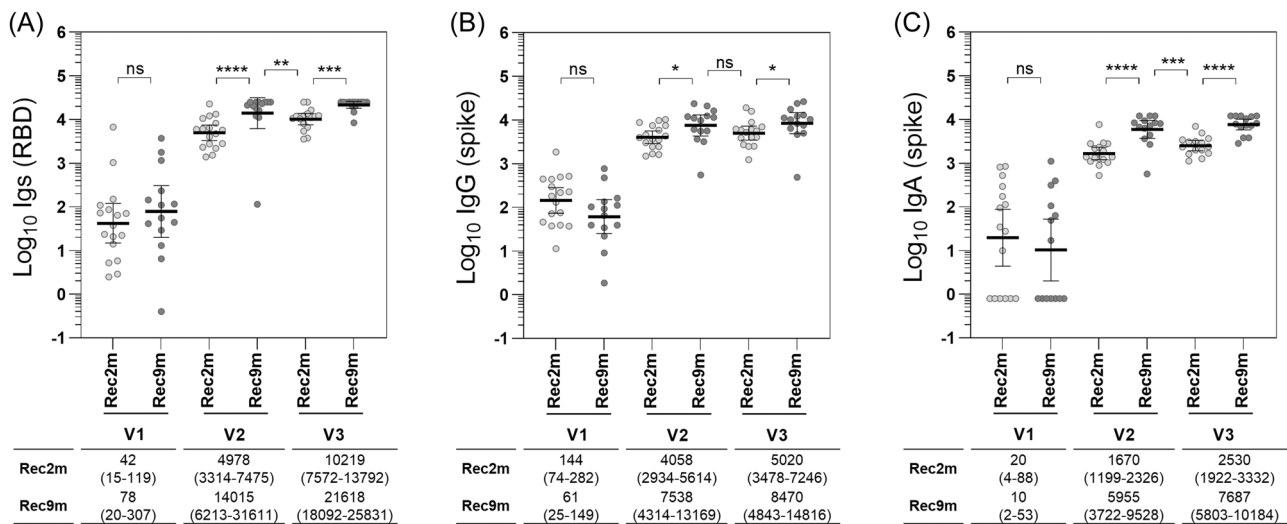 (A)
Log10 Igs (RBD)
6
5
4
3
2
1
0
-1
ns
****
**
***
Rec2m
Rec9m
Rec2m
Rec9m
Rec2m
Rec9m
V1 V2 V3
Rec2m 42 4978 10219
(15-119) (3314-7475) (7572-13792)
Rec9m 78 14015 21618
(20-307) (6213-31611) (18092-25831)
(B)
Log10 IgG (spike)
6
5
4
3
2
1
0
-1
ns
*
ns
*
Rec2m
Rec9m
Rec2m
Rec9m
Rec2m
Rec9m
V1 V2 V3
Rec2m 144 4058 5020
(74-282) (2934-5614) (3478-7246)
Rec9m 61 7538 8470
(25-149) (4314-13169) (4843-14816)
(C)
Log10 IgA (spike)
6
5
4
3
2
1
0
-1
ns
****
***
****
Rec2m
Rec9m
Rec2m
Rec9m
Rec2m
Rec9m
V1 V2 V3
Rec2m 20 1670 2530
(4-88) (1199-2326) (1922-3332)
Rec9m 10 5955 7687
(2-53) (3722-9528) (5803-10184)